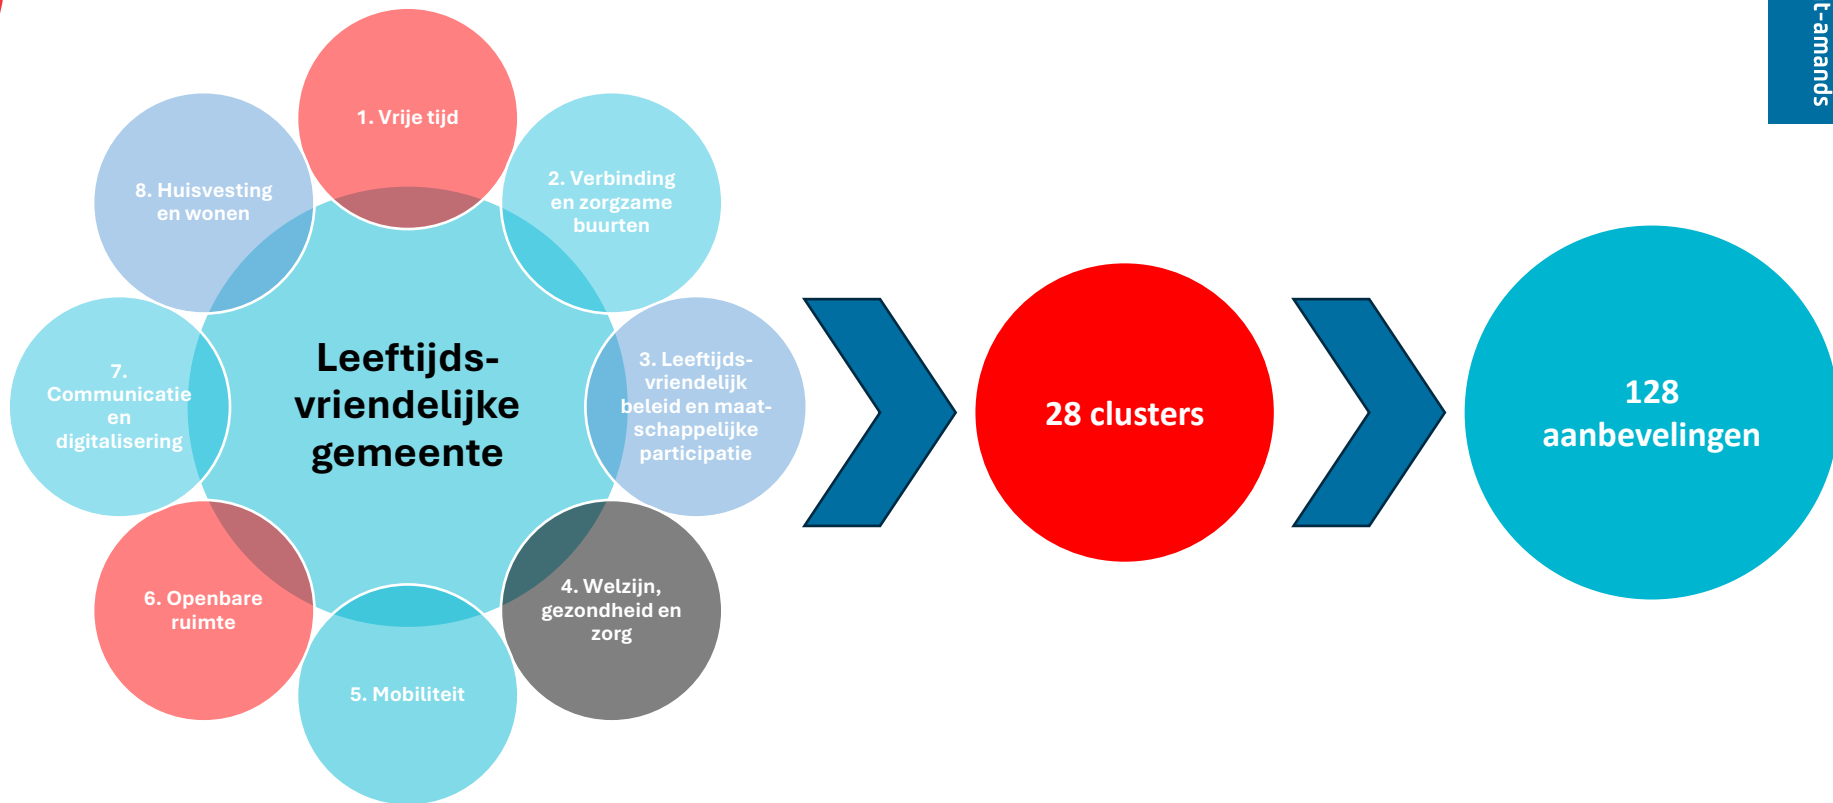 t-amands
1. Vrije tijd
2. Verbinding
en zorgzame
buurten
3. Leeftijds-
vriendelijk
beleid en maat-
schappelijke
participatie
4. Welzijn,
gezondheid en
zorg
5. Mobiliteit
6. Openbare
ruimte
7.
Communicatie
en
digitalisering
8. Huisvesting
en wonen
Leeftijds-
vriendelijke
gemeente
28 clusters
128
aanbevelingen